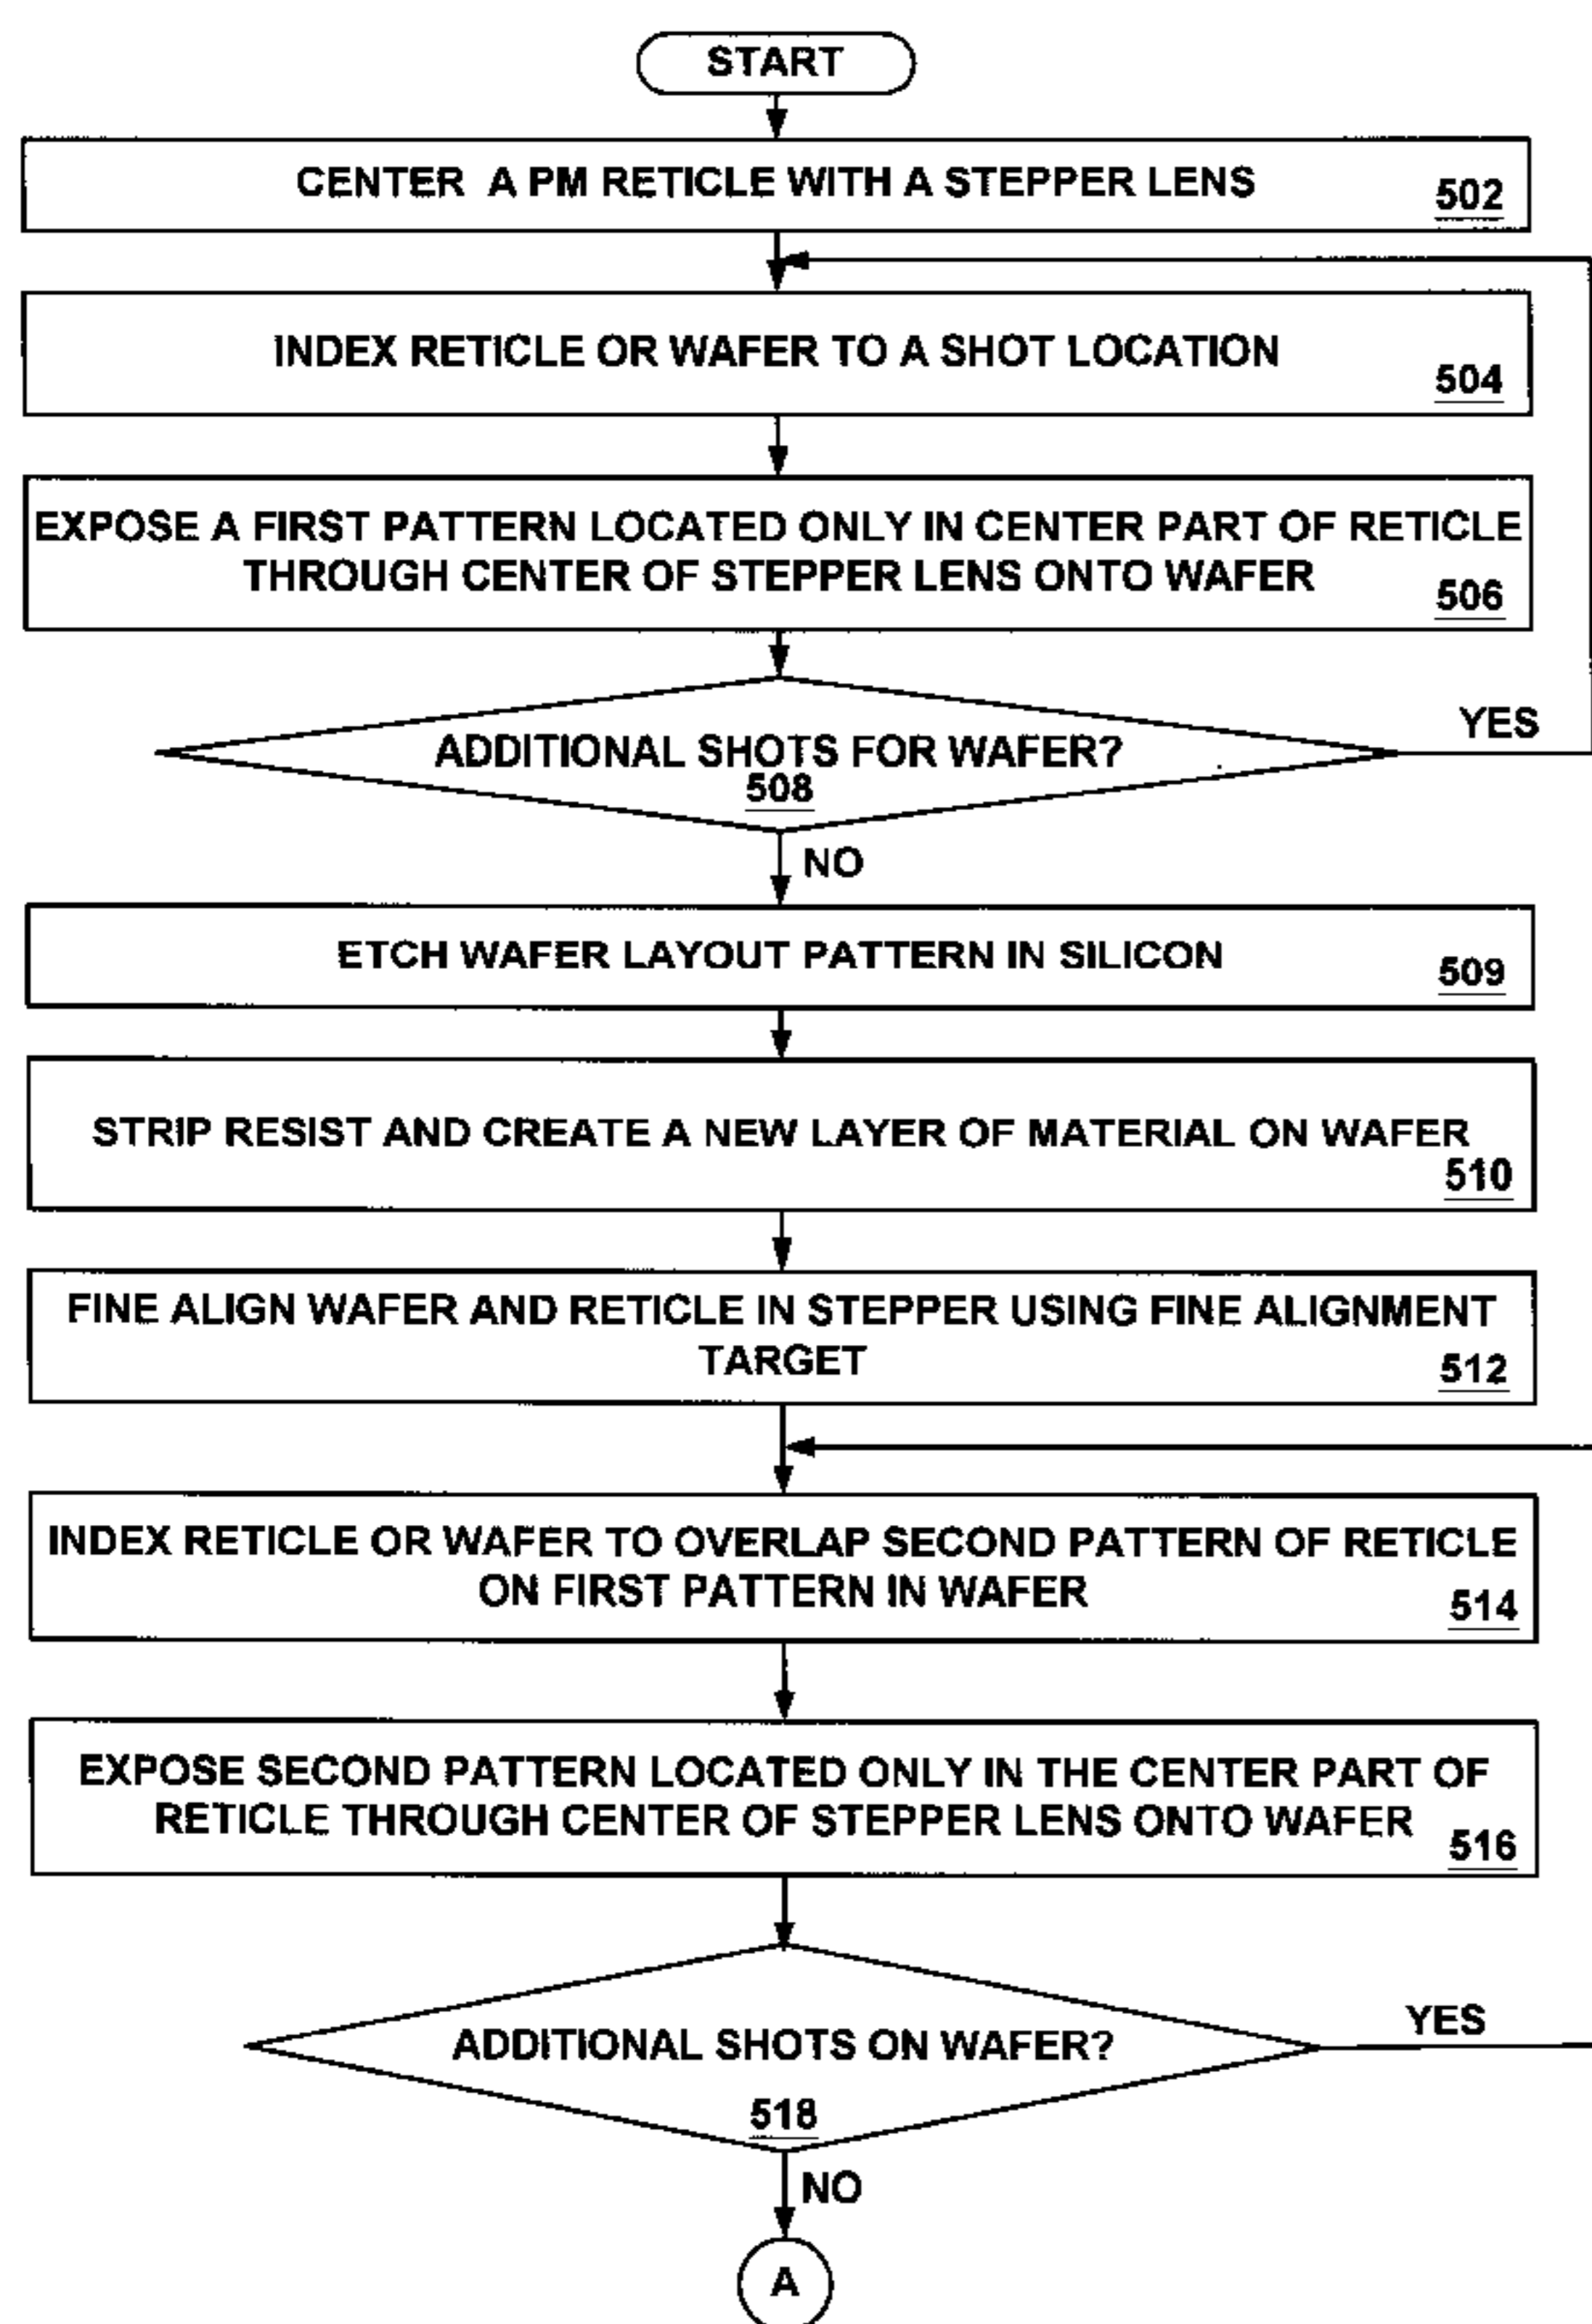 START
CENTER A PM RETICLE WITH A STEPPER LENS
502
INDEX RETICLE OR WAFER TO A SHOT LOCATION
504
EXPOSE A FIRST PATTERN LOCATED ONLY IN CENTER PART OF RETICLE
THROUGH CENTER OF STEPPER LENS ONTO WAFER
506
ADDITIONAL SHOTS FOR WAFER?
508
YES
NO
ETCH WAFER LAYOUT PATTERN IN SILICON
509
STRIP RESIST AND CREATE A NEW LAYER OF MATERIAL ON WAFER
510
FINE ALIGN WAFER AND RETICLE IN STEPPER USING FINE ALIGNMENT
TARGET
512
INDEX RETICLE OR WAFER TO OVERLAP SECOND PATTERN OF RETICLE
ON FIRST PATTERN IN WAFER
514
EXPOSE SECOND PATTERN LOCATED ONLY IN THE CENTER PART OF
RETICLE THROUGH CENTER OF STEPPER LENS ONTO WAFER
516
ADDITIONAL SHOTS ON WAFER?
518
YES
NO
A